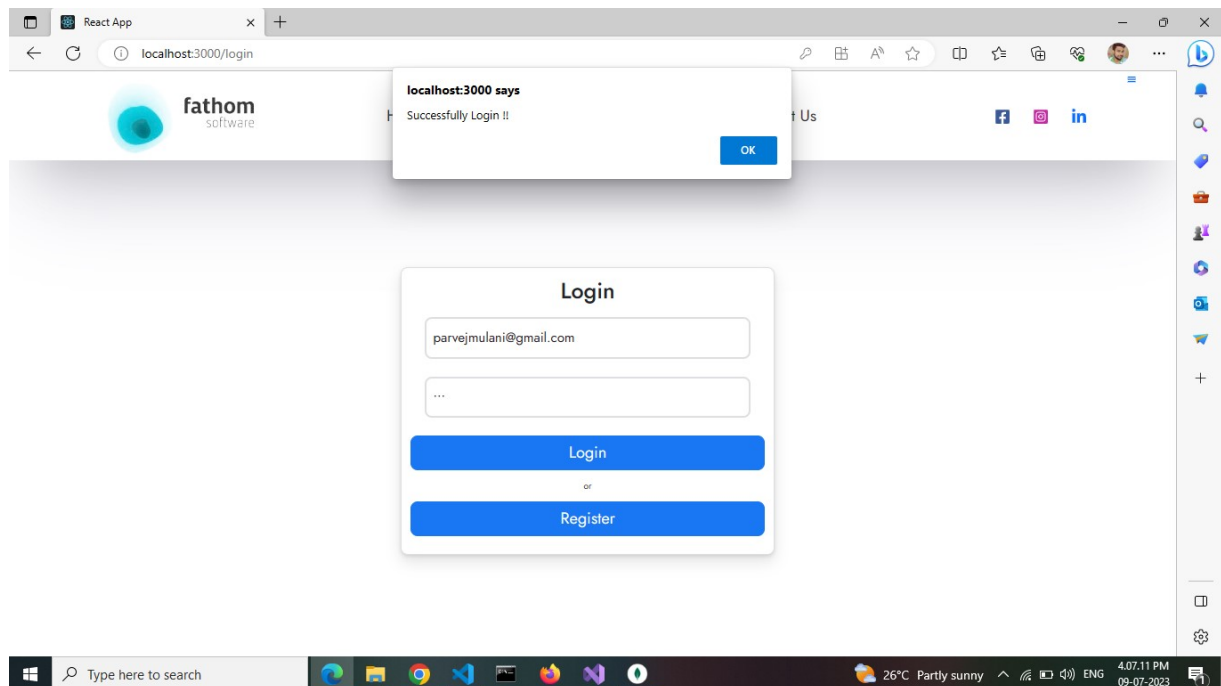 React App
localhost:3000/login
localhost:3000 says
Successfully Login !!
OK
fathom
software
H
t Us
Login
parvejmulani@gmail.com
...
Login
or
Register
Type here to search
26°C Partly sunny
ENG
4.07.11 PM
09-07-2023
1